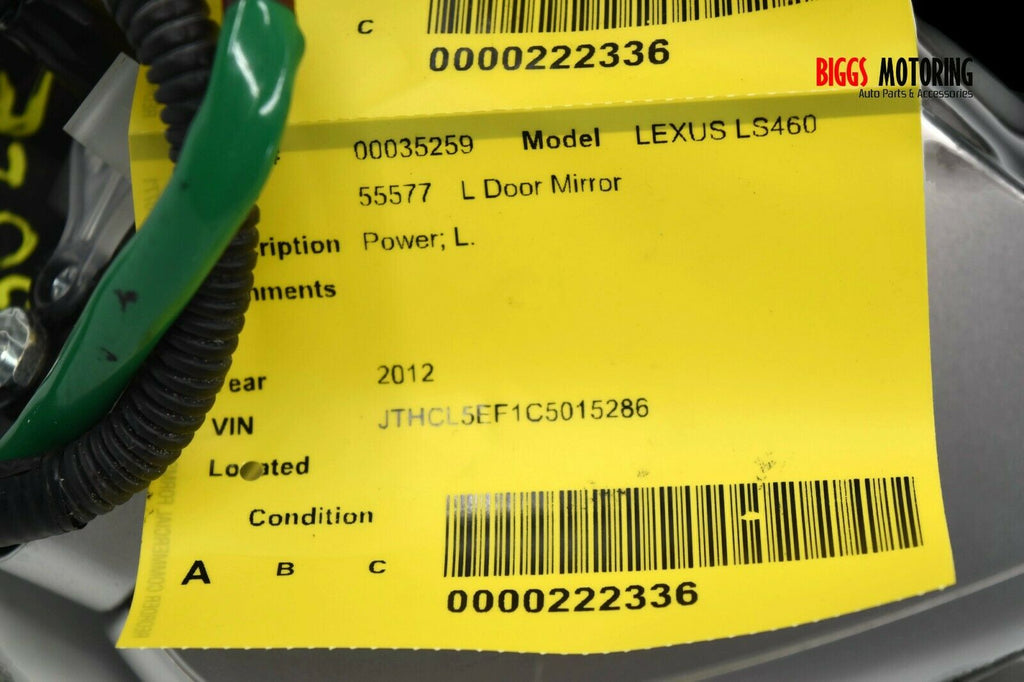 C
0000222336
BIGGS MOTORING
Auto Parts & Accessories
00035259 Model LEXUS LS460
55577 L Door Mirror
ription Power; L.
mments
ear 2012
VIN JTHCL5EF1C5015286
Located
Condition
A B C
0000222336